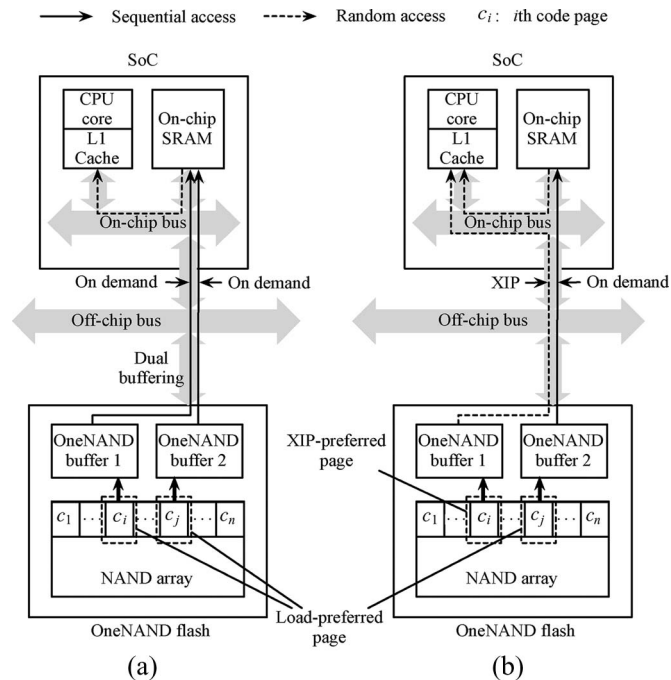 Sequential access Random access c i : ith code page
SoC SoC
CPU
core
L1
Cache
On-chip
SRAM
CPU
core
L1
Cache
On-chip
SRAM
On-chip bus On-chip bus
On demand On demand XIP On demand
Off-chip bus Off-chip bus
Dual
buffering
OneNAND
buffer 1
OneNAND
buffer 2
XIP-preferred
page
OneNAND
buffer 1
OneNAND
buffer 2
c1 ··· ci ··· cj ··· cn c1 ··· ci ··· cj ··· cn
NAND array NAND array
Load-preferred
page
OneNAND flash OneNAND flash
(a) (b)